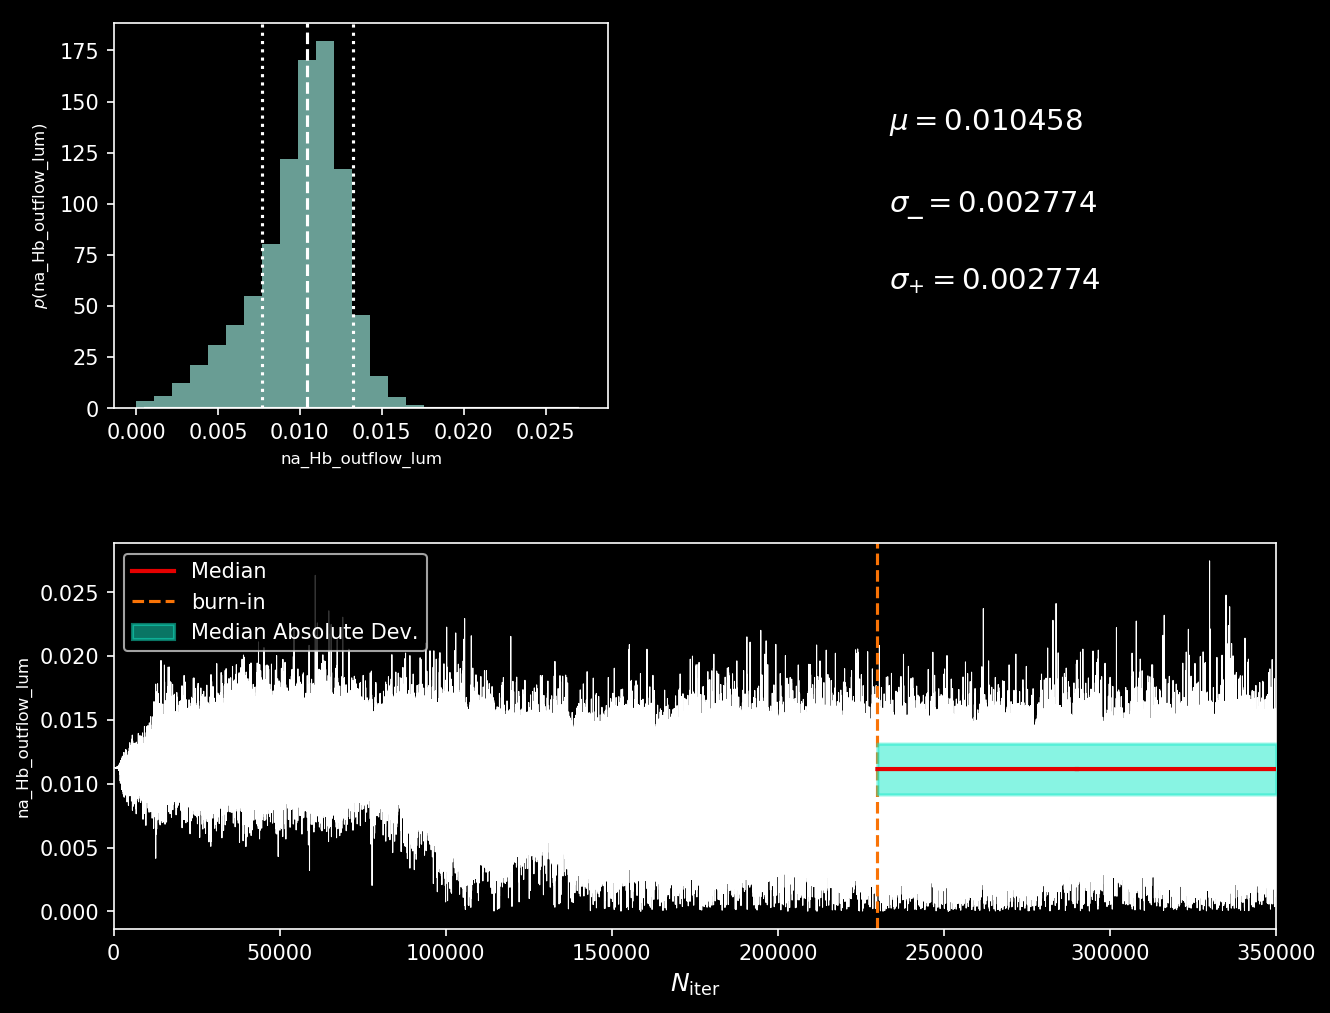 175
150
125
100
75
50
25
0
p(na_Hb_outflow_lum)
0.000 0.005 0.010 0.015 0.020 0.025
na_Hb_outflow_lum
μ = 0.010458
σ_ = 0.002774
σ+ = 0.002774
Median
burn-in
Median Absolute Dev.
0.025
0.020
0.015
0.010
0.005
0.000
na_Hb_outflow_lum
0 50000 100000 150000 200000 250000 300000 350000
Niter